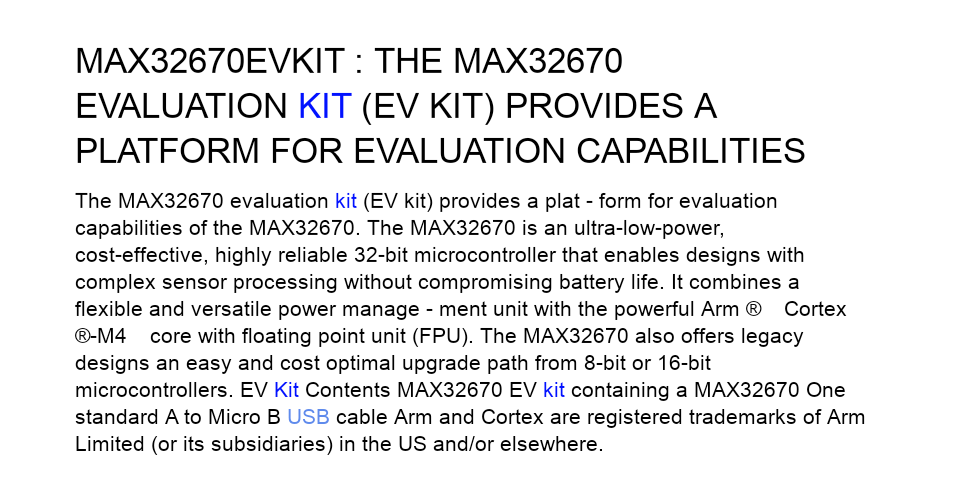 MAX32670EVKIT : THE MAX32670
EVALUATION KIT (EV KIT) PROVIDES A
PLATFORM FOR EVALUATION CAPABILITIES
The MAX32670 evaluation kit (EV kit) provides a plat - form for evaluation
capabilities of the MAX32670. The MAX32670 is an ultra-low-power,
cost-effective, highly reliable 32-bit microcontroller that enables designs with
complex sensor processing without compromising battery life. It combines a
flexible and versatile power manage - ment unit with the powerful Arm ® Cortex
®-M4 core with floating point unit (FPU). The MAX32670 also offers legacy
designs an easy and cost optimal upgrade path from 8-bit or 16-bit
microcontrollers. EV Kit Contents MAX32670 EV kit containing a MAX32670 One
standard A to Micro B USB cable Arm and Cortex are registered trademarks of Arm
Limited (or its subsidiaries) in the US and/or elsewhere.